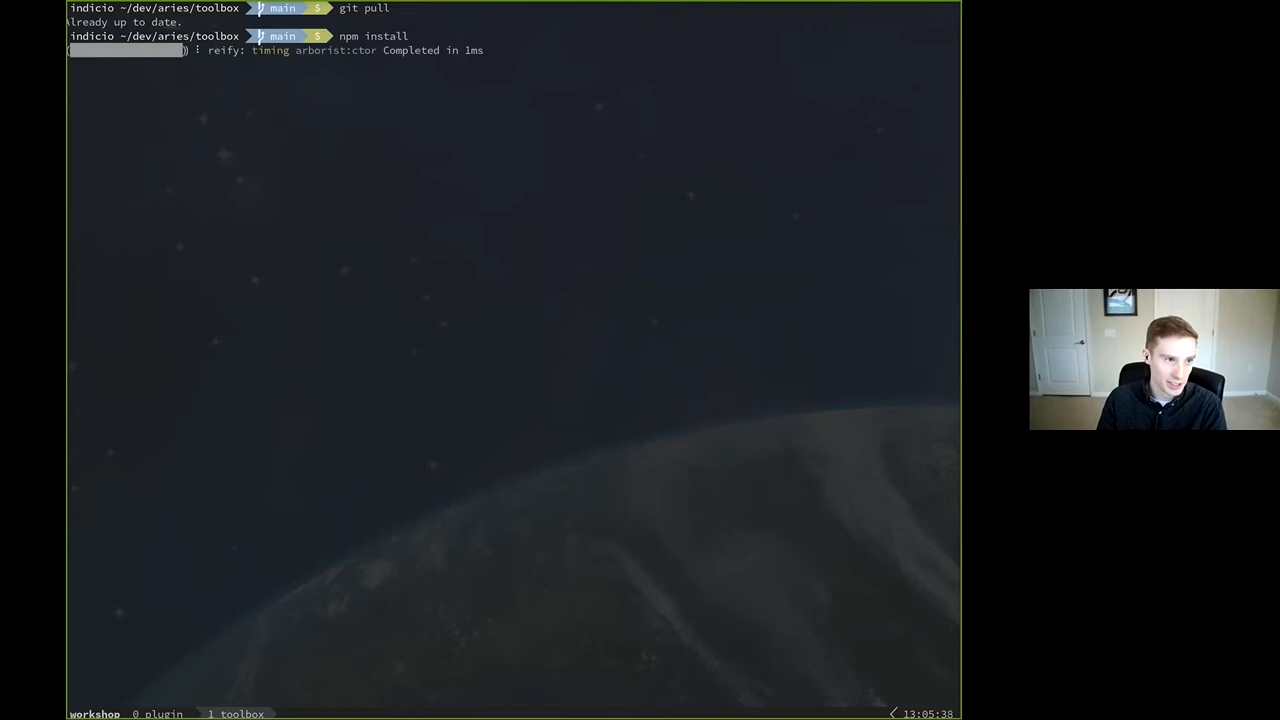 indicio ~/dev/aries/toolbox main $ git pull
Already up to date.
indicio ~/dev/aries/toolbox main $ npm install
() ⠸ reify: timing arborist:ctor Completed in 1ms
workshop 0 plugin 1 toolbox 13:05:38